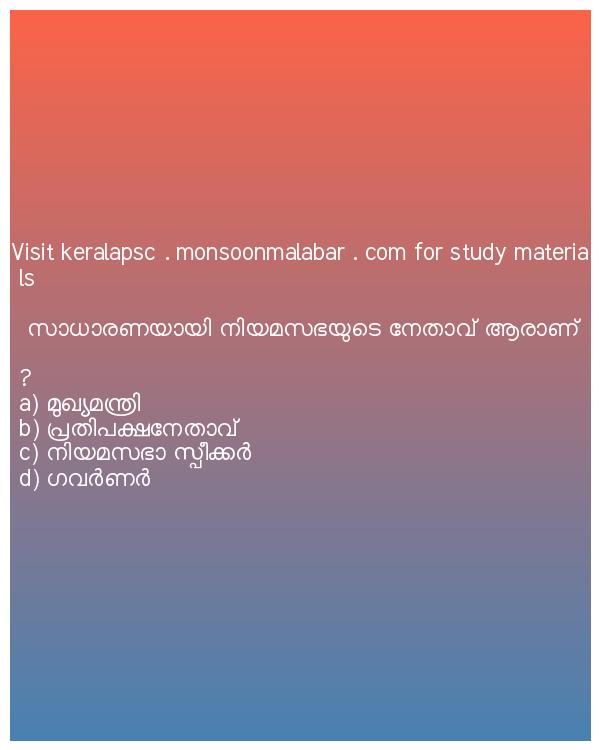 Visit keralapsc . monsoonmalabar . com for study materia
ls
സാധാരണയായി നിയമസഭയുടെ നേതാവ് ആരാണ്
?
a) മുഖ്യമന്ത്രി
b) പ്രതിപക്ഷനേതാവ്
c) നിയമസഭാ സ്പീക്കർ
d) ഗവർണർ